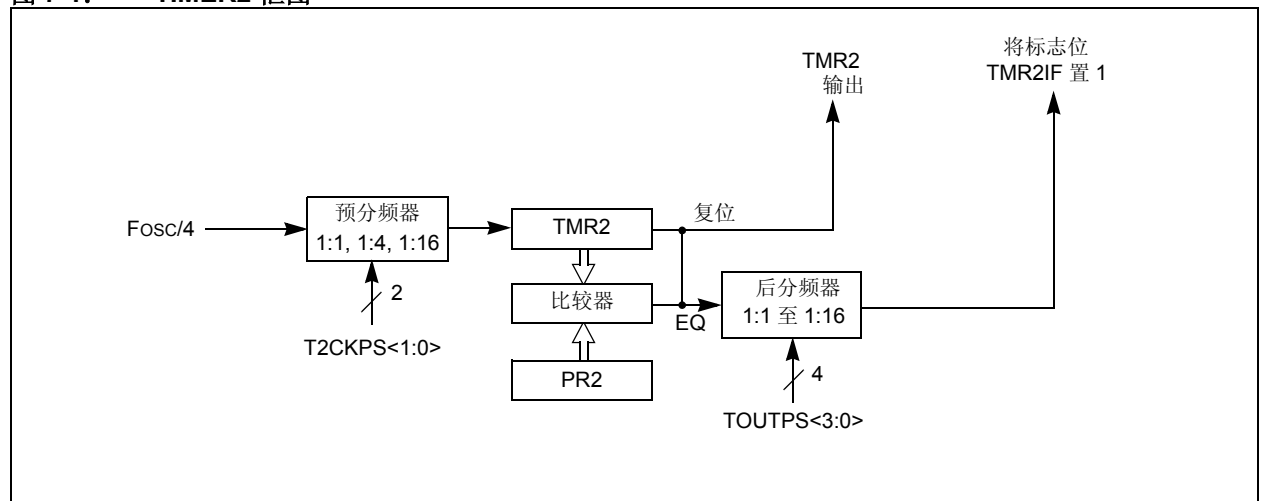 TMR2
输出
将标志位
TMR2IF 置 1
Fosc/4
预分频器
1:1, 1:4, 1:16
2
T2CKPS<1:0>
TMR2
复位
比较器
EQ
PR2
后分频器
1:1 至 1:16
4
TOUTPS<3:0>